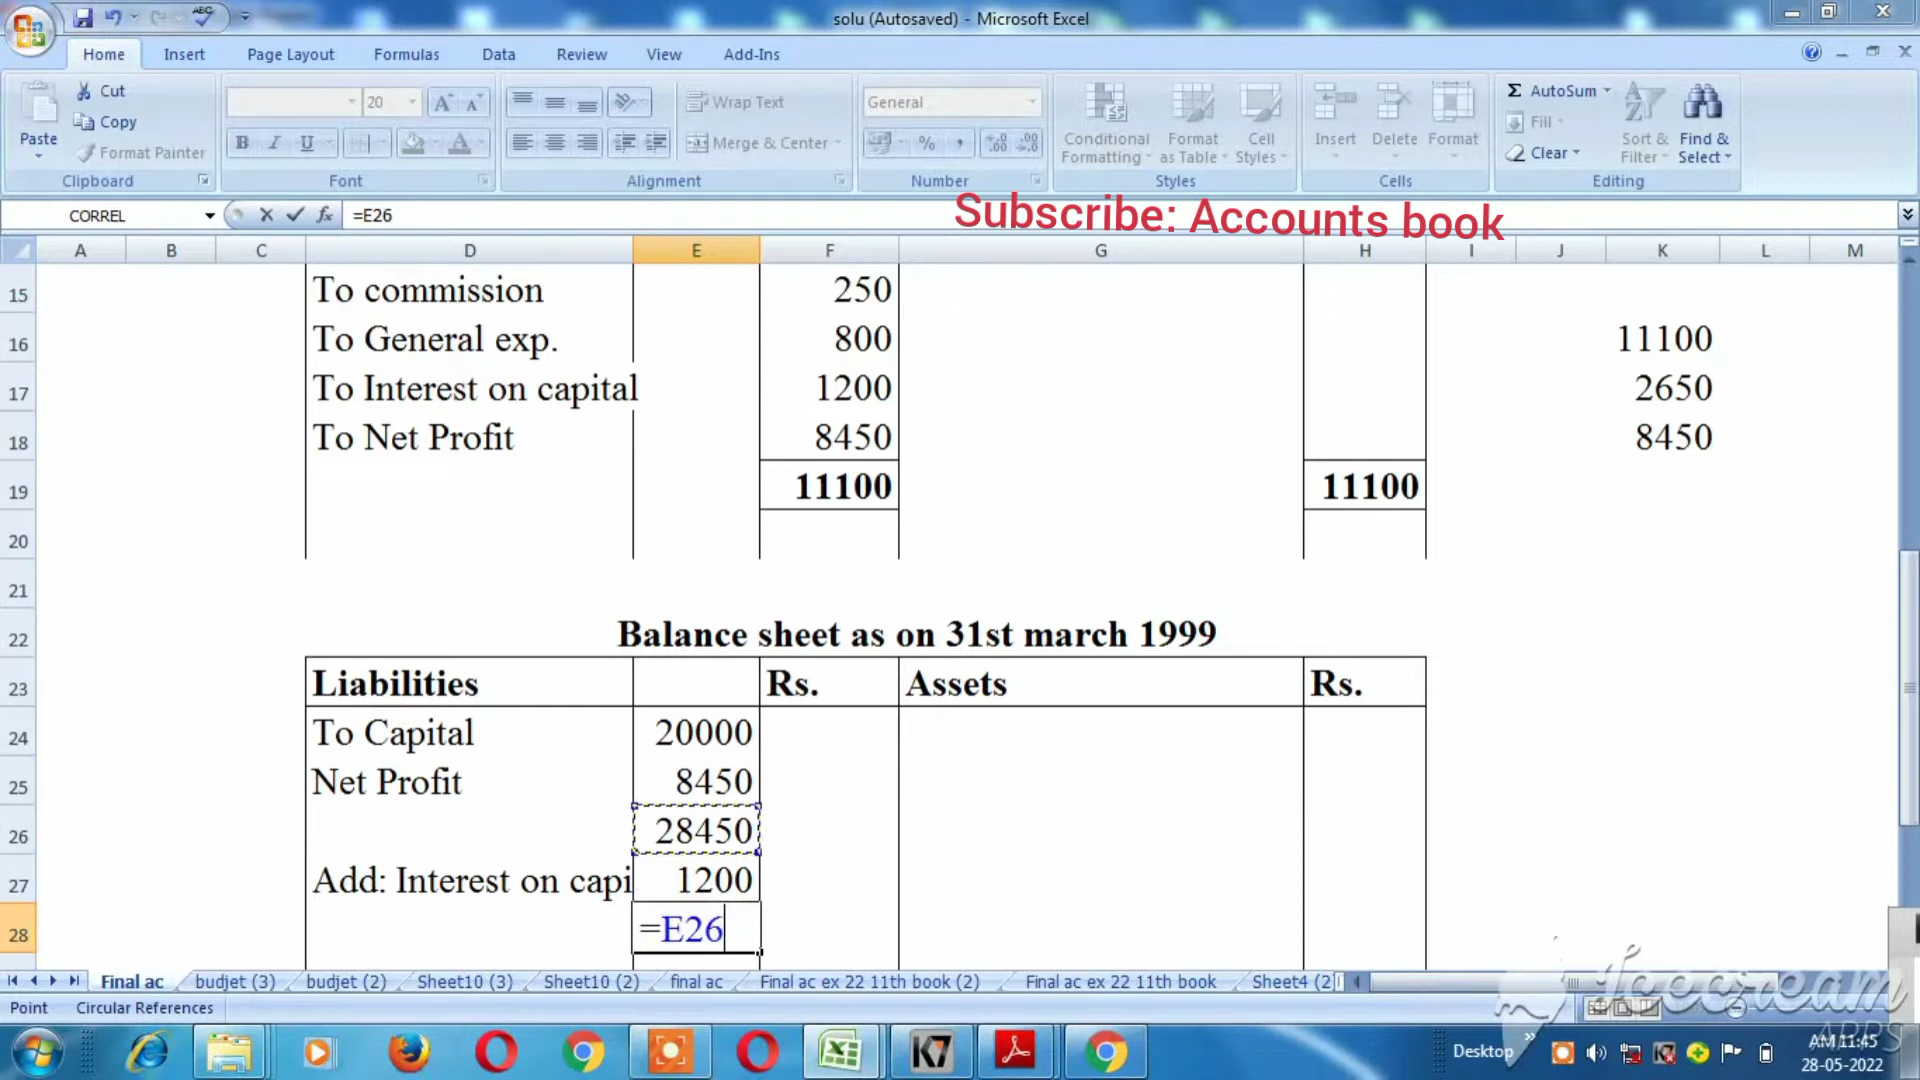 solu (Autosaved) - Microsoft Excel
Home Insert Page Layout Formulas Data Review View Add-Ins
Paste
Cut
Copy
Format Painter
Clipboard
20
Font
Wrap Text
Merge & Center
Alignment
General
Number
Conditional Formatting
Format as Table
Cell Styles
Styles
Insert Delete Format
Cells
AutoSum
Fill
Clear
Sort & Filter
Find & Select
Editing
Subscribe: Accounts book
CORREL =E26
A B C D E F G H I J K L M
15 To commission 250
16 To General exp. 800 11100
17 To Interest on capital 1200 2650
18 To Net Profit 8450 8450
19 11100 11100
20
21
22 Balance sheet as on 31st march 1999
23 Liabilities Rs. Assets Rs.
24 To Capital 20000
25 Net Profit 8450
26 28450
27 Add: Interest on capi 1200
28 =E26
Final ac budjet (3) budjet (2) Sheet10 (3) Sheet10 (2) final ac Final ac ex 22 11th book (2) Final ac ex 22 11th book Sheet4 (2)
Point Circular References
Icecream
APPS
Desktop
AM 11:45
28-05-2022